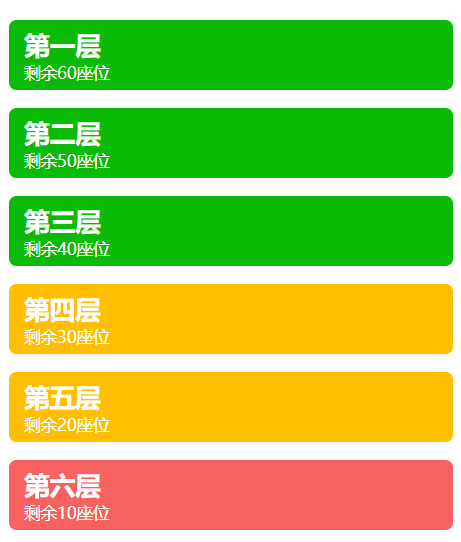 第一层
剩余60座位
第二层
剩余50座位
第三层
剩余40座位
第四层
剩余30座位
第五层
剩余20座位
第六层
剩余10座位